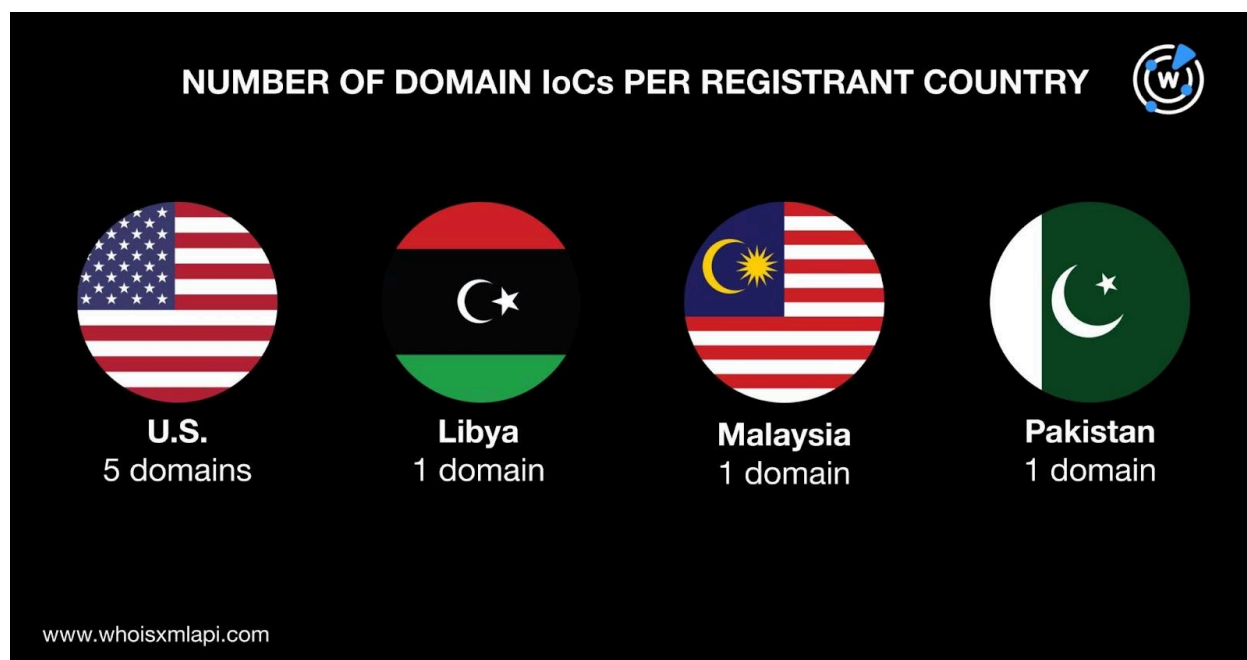 NUMBER OF DOMAIN IoCs PER REGISTRANT COUNTRY
W
U.S.
5 domains
Libya
1 domain
Malaysia
1 domain
Pakistan
1 domain
www.whoisxmlapi.com